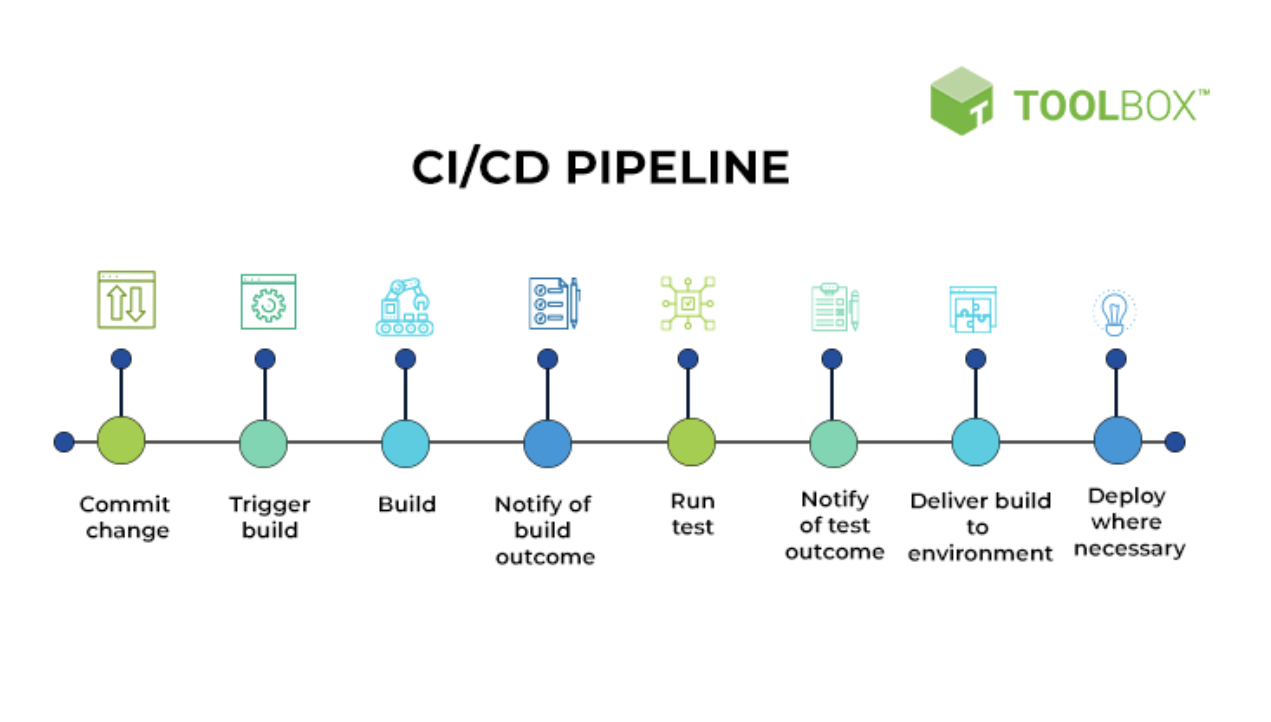 TOOLBOX™
CI/CD PIPELINE
Commit
change
Trigger
build
Build
Notify of
build
outcome
Run
test
Notify
of test
outcome
Deliver build
to
environment
Deploy
where
necessary